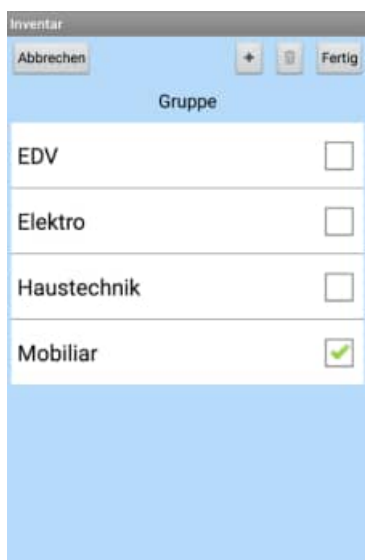 Inventar
Abbrechen + Fertig
Gruppe
EDV
Elektro
Haustechnik
Mobiliar